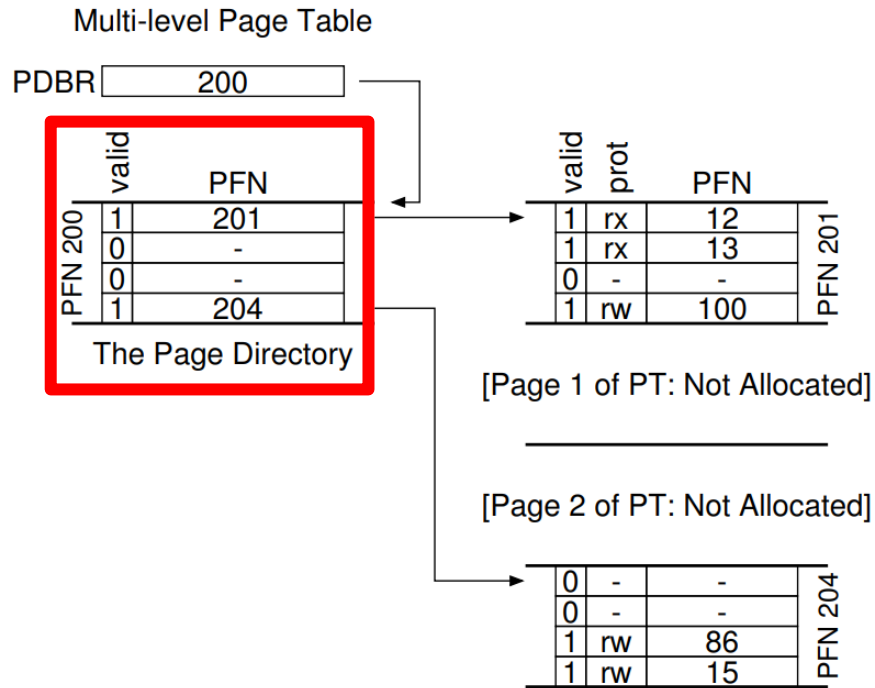 Multi-level Page Table
PDBR 200
valid PFN
PFN 200
1 201
0 -
0 -
1 204
The Page Directory
valid prot PFN
1 rx 12
1 rx 13
0 - -
1 rw 100
PFN 201
[Page 1 of PT: Not Allocated]
[Page 2 of PT: Not Allocated]
0 - -
0 - -
1 rw 86
1 rw 15
PFN 204